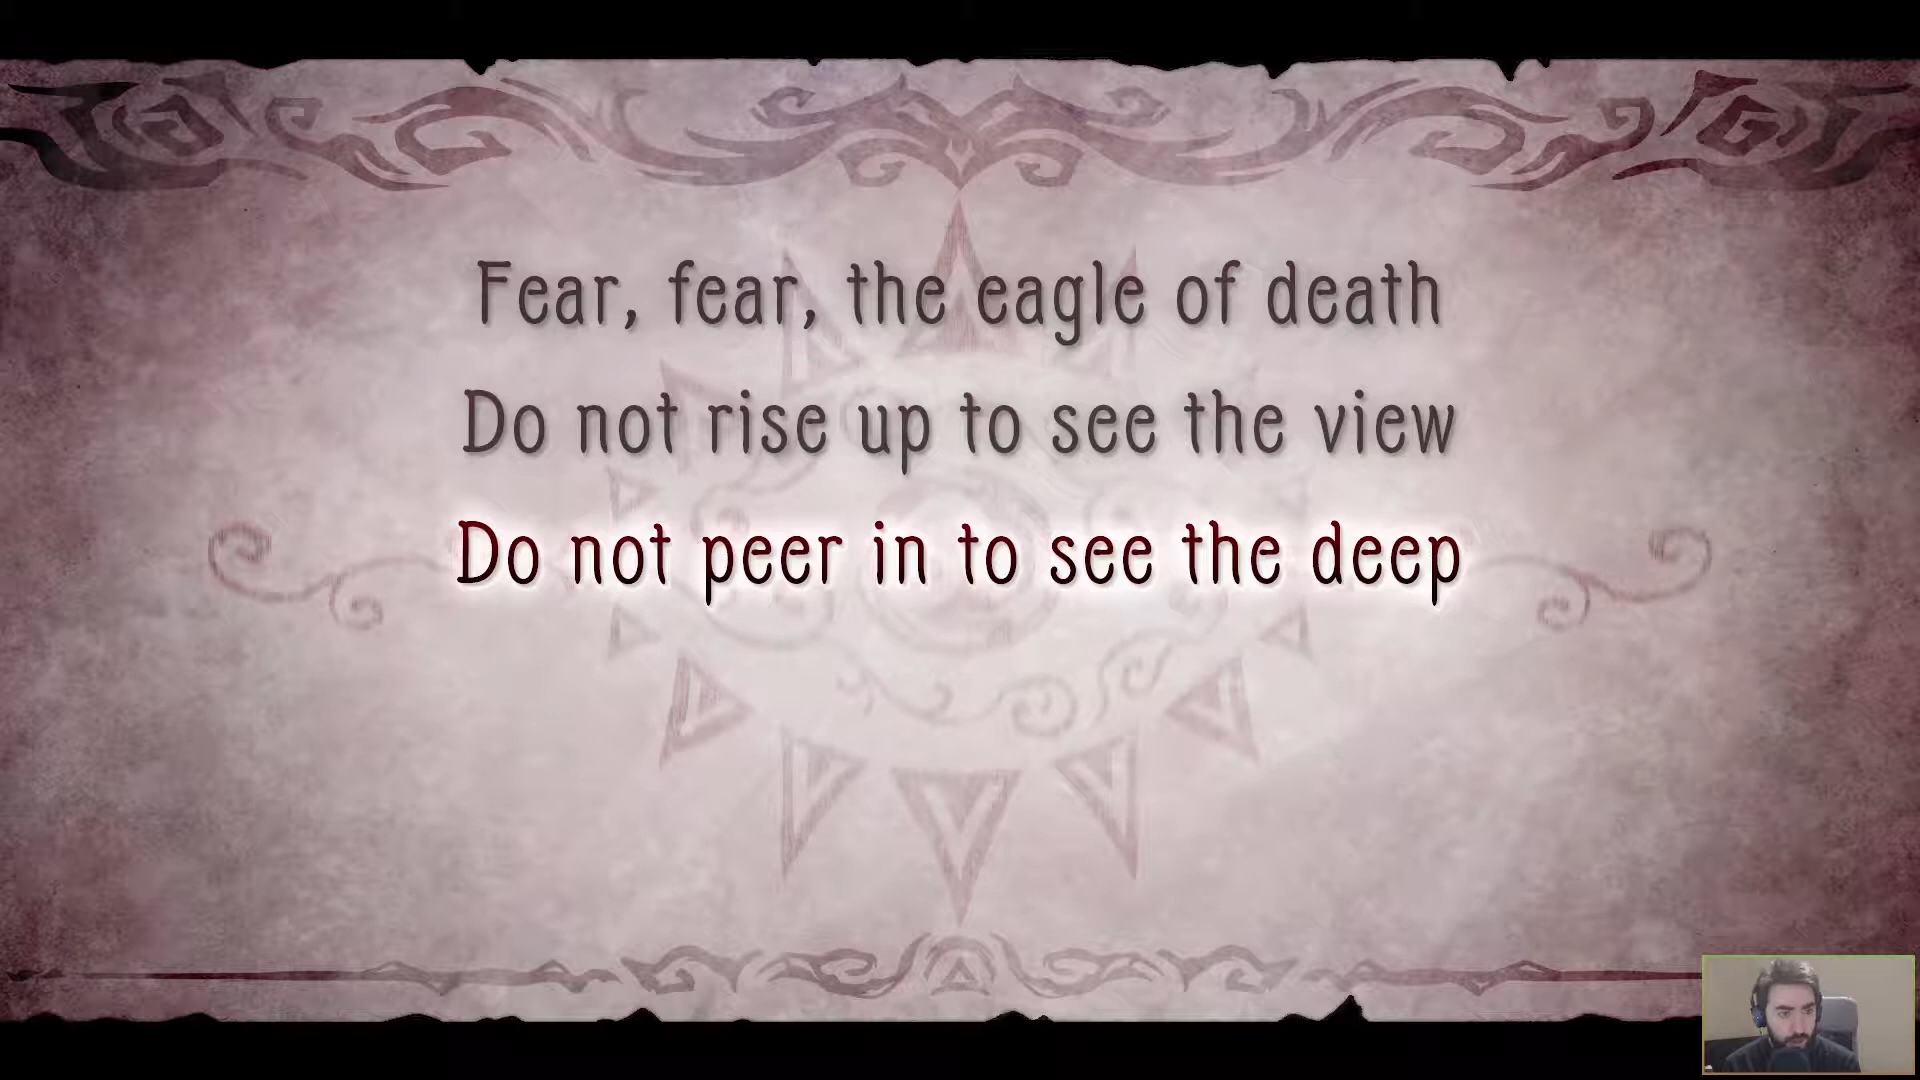 Fear, fear, the eagle of death
Do not rise up to see the view
Do not peer in to see the deep